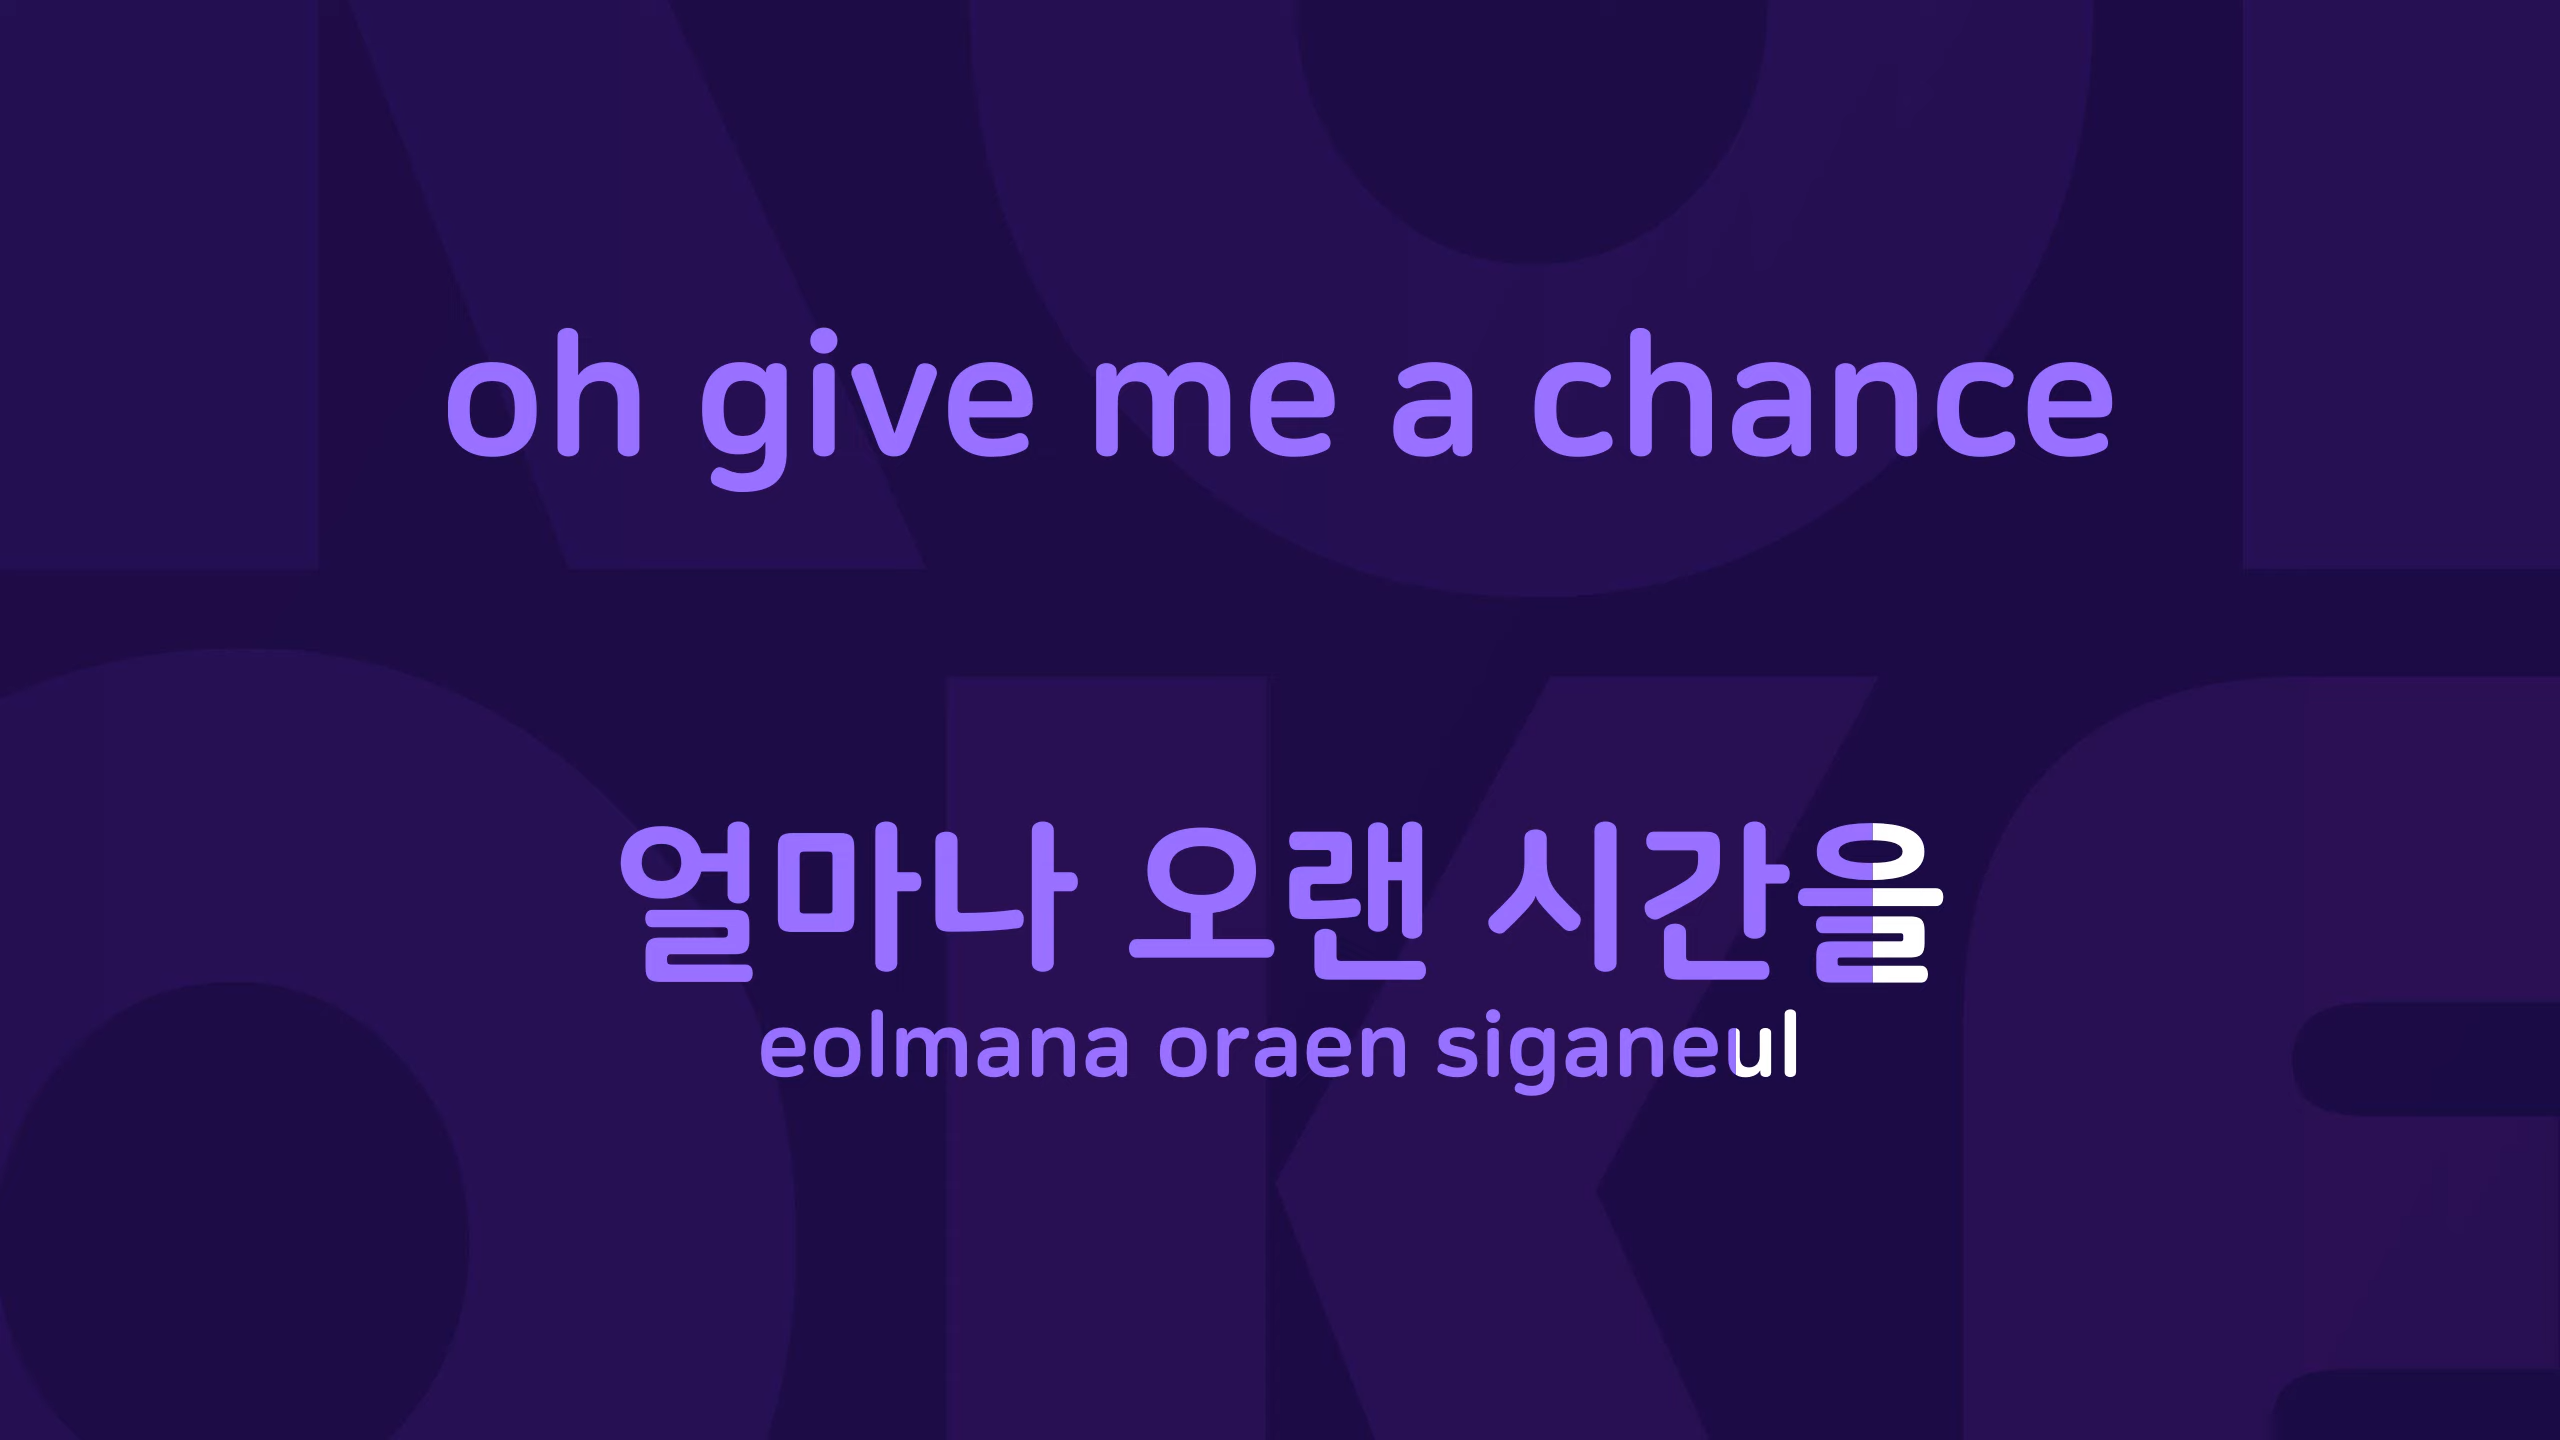 oh give me a chance
얼마나 오랜 시간을
eolmana oraen siganeul